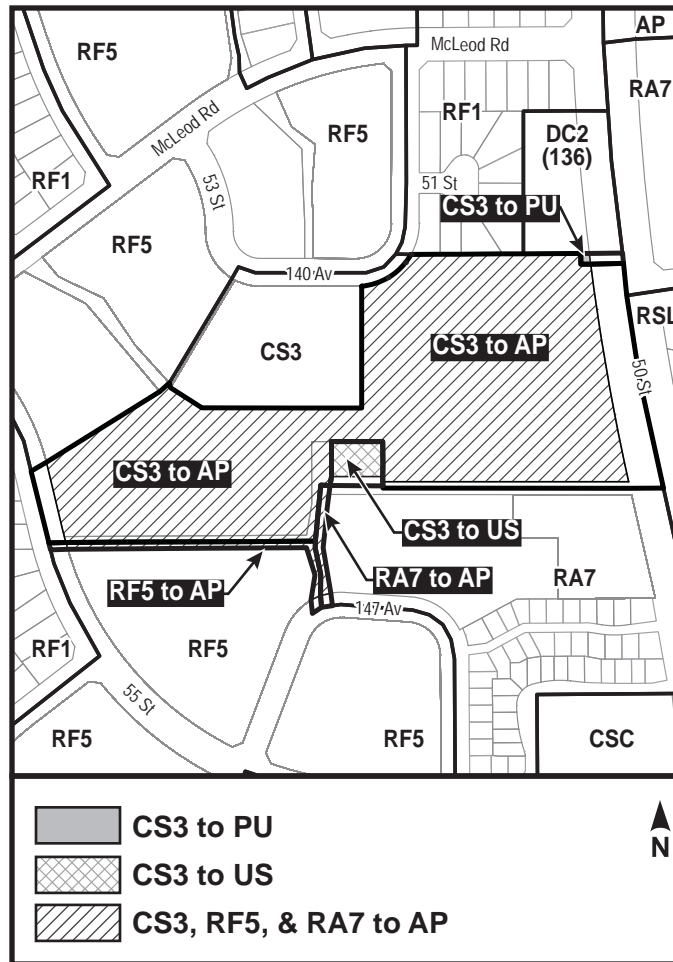 AP
RF5
McLeod Rd
RA7
McLeod Rd
RF1
RF5
DC2
(136)
RF1
53 St
51 St
CS3 to PU
RF5
140 Av
RSL
CS3
CS3 to AP
50 St
CS3 to AP
CS3 to US
RF5 to AP
RA7 to AP
RA7
147 Av
RF1
RF5
55 St
RF5
RF5
CSC
CS3 to PU
CS3 to US
CS3, RF5, & RA7 to AP
N